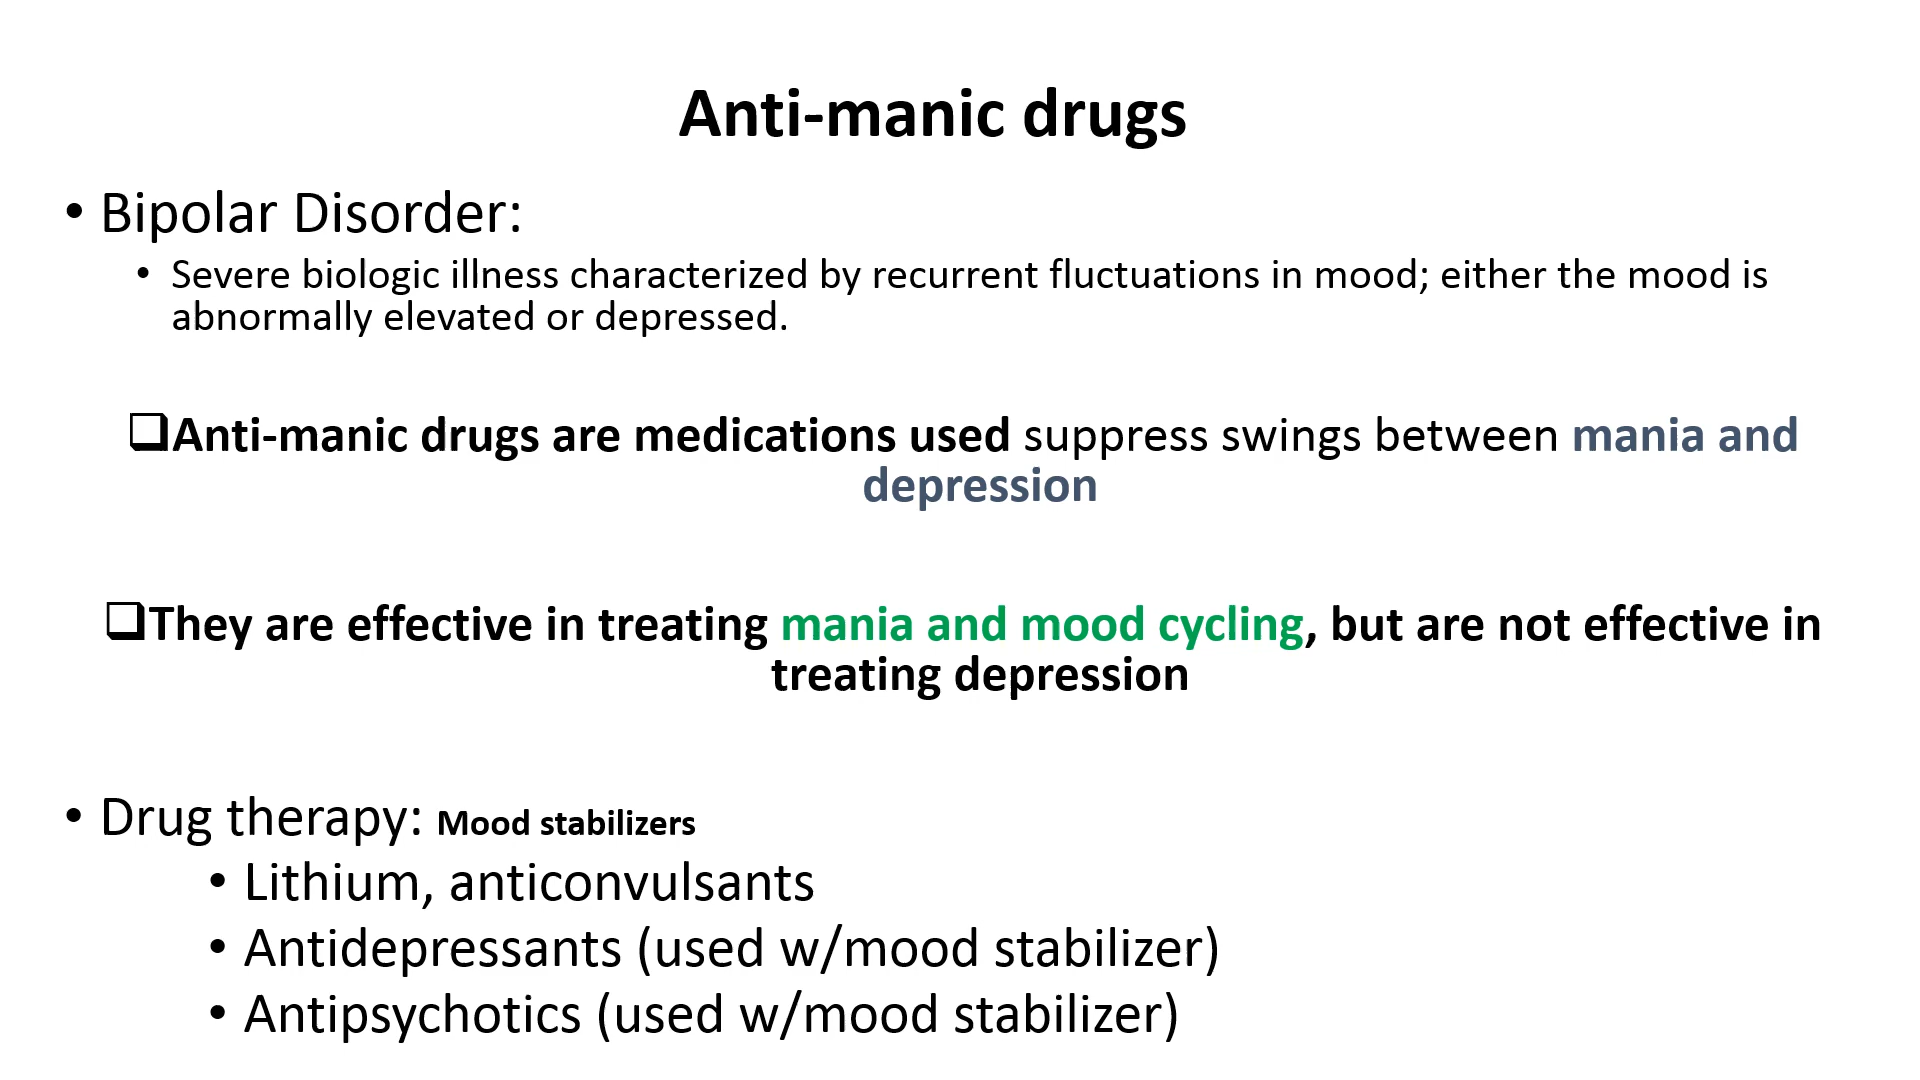 Anti-manic drugs
• Bipolar Disorder:
• Severe biologic illness characterized by recurrent fluctuations in mood; either the mood is
abnormally elevated or depressed.
❑Anti-manic drugs are medications used suppress swings between mania and
depression
❑They are effective in treating mania and mood cycling, but are not effective in
treating depression
• Drug therapy: Mood stabilizers
• Lithium, anticonvulsants
• Antidepressants (used w/mood stabilizer)
• Antipsychotics (used w/mood stabilizer)